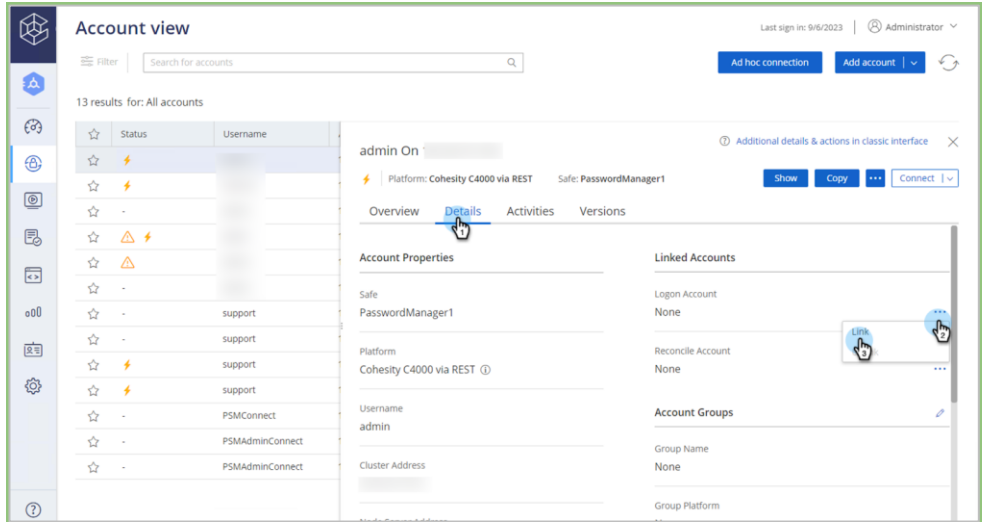 Account view
Last sign in: 9/6/2023
Administrator
Filter
Search for accounts
Ad hoc connection
Add account
13 results for: All accounts
Status
Username
-
-
support
-
support
-
support
support
-
PSMConnect
-
PSMAdminConnect
-
PSMAdminConnect
-
admin On
Additional details & actions in classic interface
Platform: Cohesity C4000 via REST
Safe: PasswordManager1
Show
Copy
Connect
Overview
Details
Activities
Versions
1
Account Properties
Safe
PasswordManager1
Platform
Cohesity C4000 via REST
Username
admin
Cluster Address
Linked Accounts
Logon Account
None
2
Link
3
Reconcile Account
None
Account Groups
Group Name
None
Group Platform